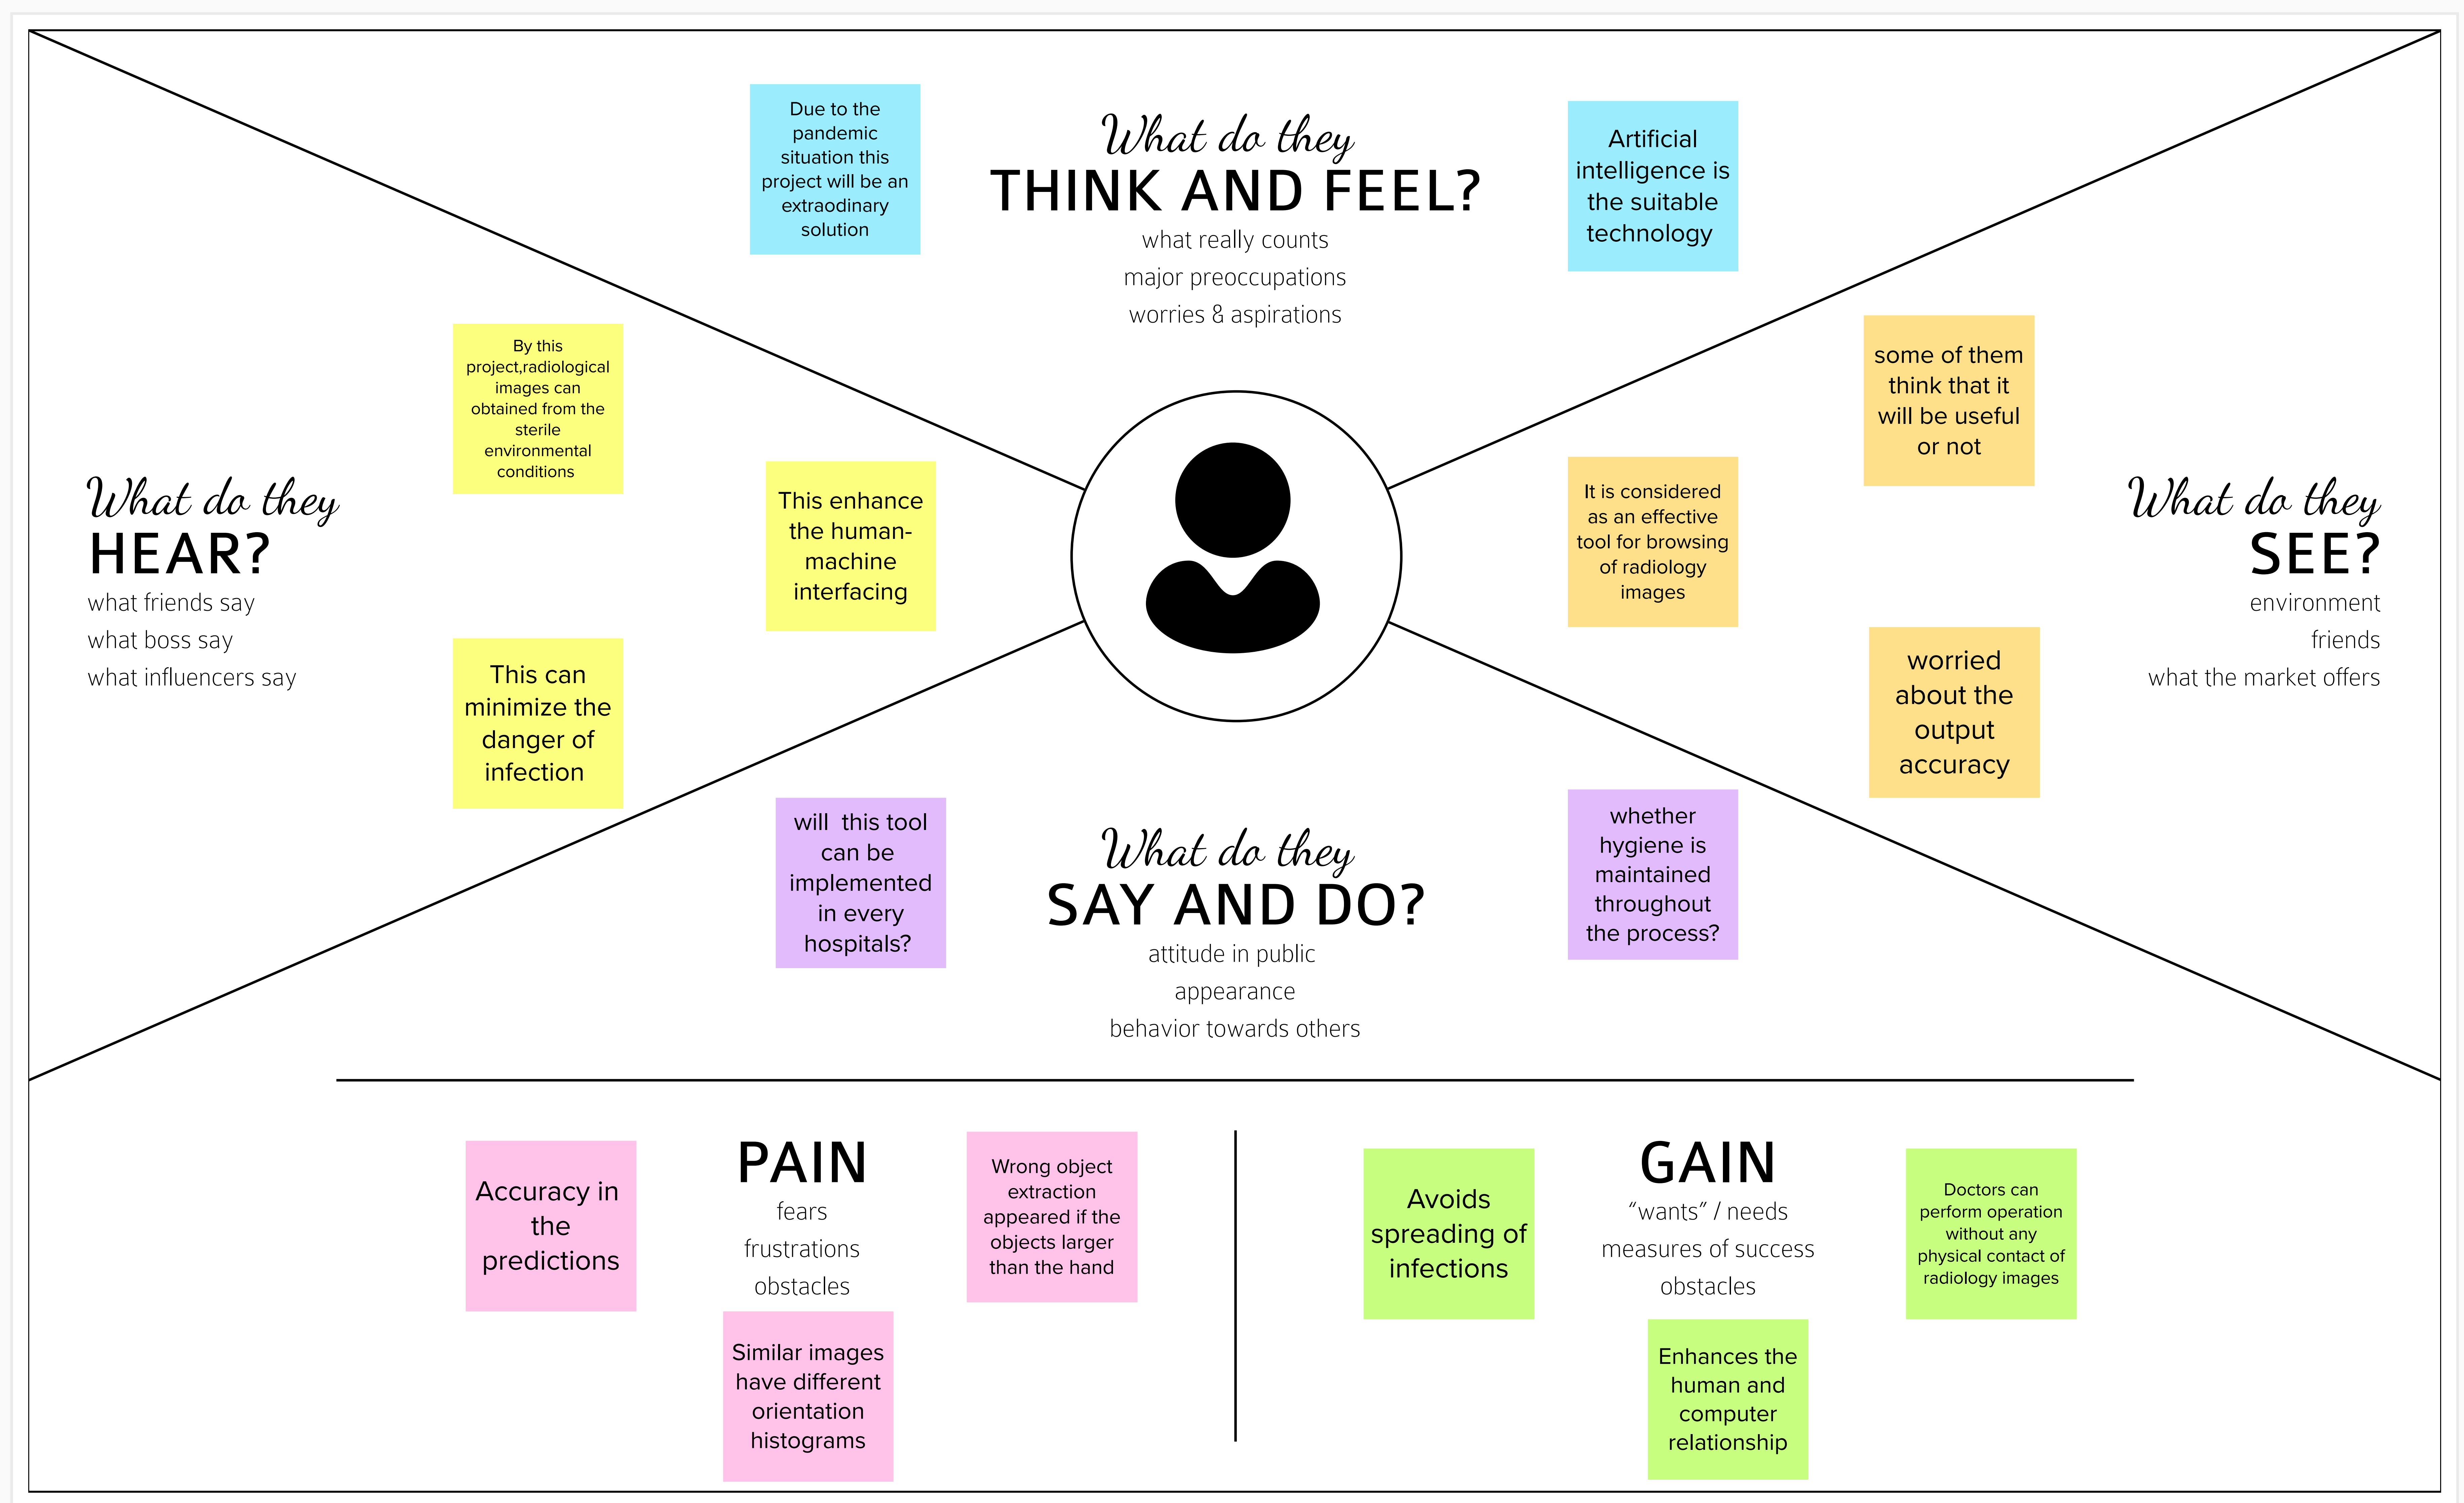 Due to the
pandemic
situation this
project will be an
extraodinary
solution
What do they
THINK AND FEEL?
what really counts
major preoccupations
worries & aspirations
Artificial
intelligence is
the suitable
technology
By this
project,radiological
images can
obtained from the
sterile
environmental
conditions
This enhance
the human-
machine
interfacing
What do they
HEAR?
what friends say
what boss say
what influencers say
This can
minimize the
danger of
infection
some of them
think that it
will be useful
or not
It is considered
as an effective
tool for browsing
of radiology
images
What do they
SEE?
environment
friends
what the market offers
worried
about the
output
accuracy
will  this tool
can be
implemented
in every
hospitals?
What do they
SAY AND DO?
attitude in public
appearance
behavior towards others
whether
hygiene is
maintained
throughout
the process?
Accuracy in
the
predictions
PAIN
fears
frustrations
obstacles
Wrong object
extraction
appeared if the
objects larger
than the hand
Similar images
have different
orientation
histograms
Avoids
spreading of
infections
GAIN
“wants” / needs
measures of success
obstacles
Doctors can
perform operation
without any
physical contact of
radiology images
Enhances the
human and
computer
relationship